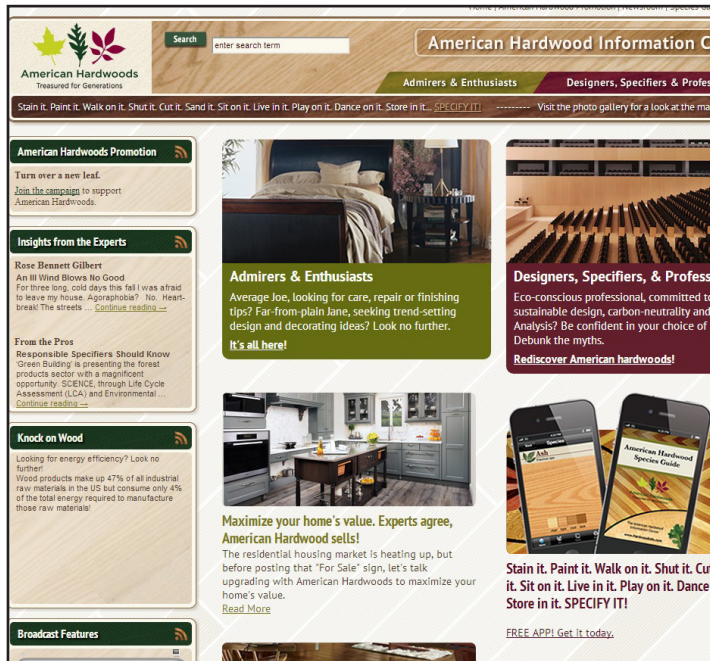 Home | American Hardwood Promotion | Newsroom | Species
American Hardwoods
Treasured for Generations
Search
enter search term
American Hardwood Information
Admirers & Enthusiasts
Designers, Specifiers &
Stain it. Paint it. Walk on it. Shut it. Cut it. Sand it. Sit on it. Live in it. Play on it. Dance on it. Store in it... SPECIFY IT! --------- Visit the photo gallery for a look at the
American Hardwoods Promotion
Turn over a new leaf.
Join the campaign to support
American Hardwoods.
Insights from the Experts
Rose Bennett Gilbert
An Ill Wind Blows No Good
For three long, cold days this fall I was afraid
to leave my house. Agoraphobia? No. Heart-
break! The streets … Continue reading →
From the Pros
Responsible Specifiers Should Know
'Green Building' is presenting the forest
products sector with a magnificent
opportunity. SCIENCE, through Life Cycle
Assessment (LCA) and Environmental …
Continue reading →
Knock on Wood
Looking for energy efficiency? Look no
further!
Wood products make up 47% of all industrial
raw materials in the US but consume only 4%
of the total energy required to manufacture
those raw materials!
Broadcast Features
Admirers & Enthusiasts
Average Joe, looking for care, repair or finishing
tips? Far-from-plain Jane, seeking trend-setting
design and decorating ideas? Look no further.
It's all here!
Maximize your home's value. Experts agree,
American Hardwood sells!
The residential housing market is heating up, but
before posting that "For Sale" sign, let's talk
upgrading with American Hardwoods to maximize your
home's value.
Read More
Designers, Specifiers, & Profess
Eco-conscious professional, committed to
sustainable design, carbon-neutrality and
Analysis? Be confident in your choice of
Debunk the myths.
Rediscover American hardwoods!
Species
Ash
American Hardwood
Species Guide
Stain it. Paint it. Walk on it. Shut it. Cut
it. Sit on it. Live in it. Play on it. Dance
Store in it. SPECIFY IT!
FREE APP! Get it today.